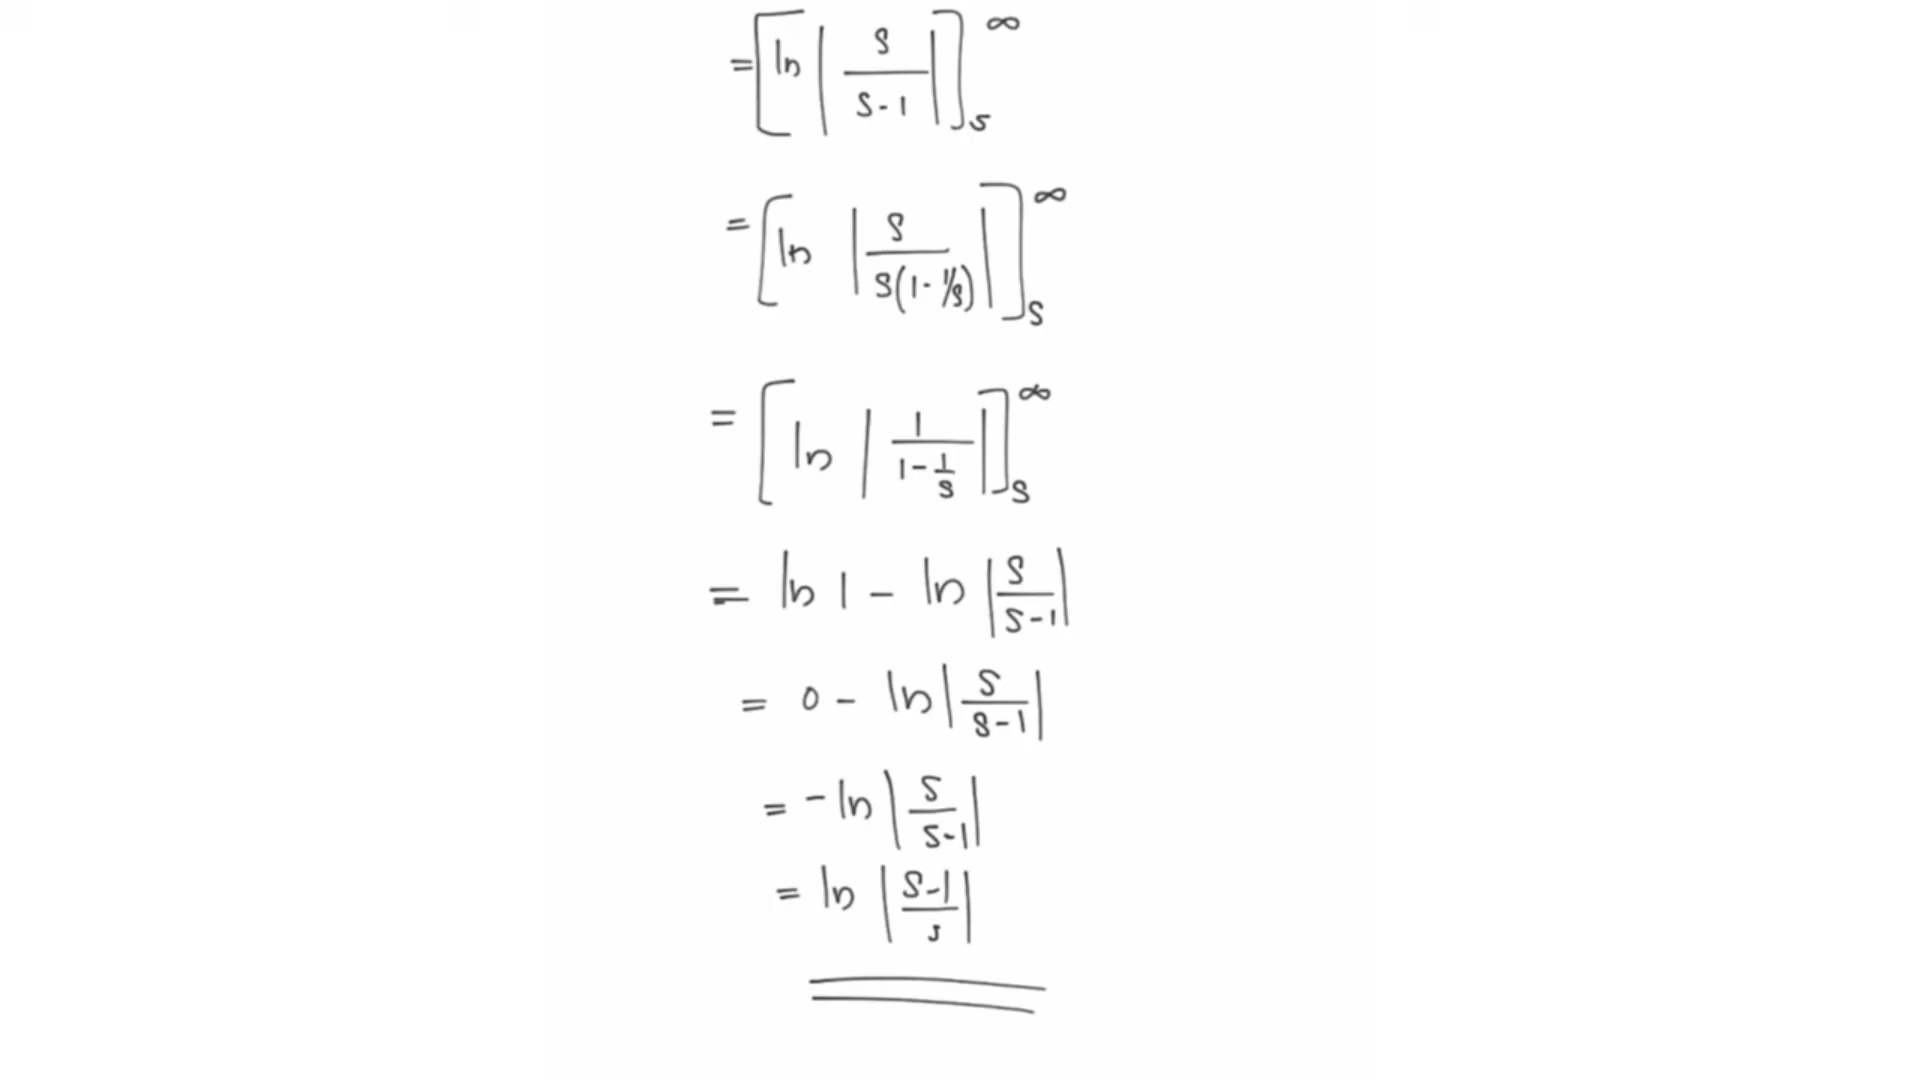 = [ ln | s / (s - 1) | ]_s^∞
= [ ln | s / (s(1 - 1/s)) | ]_s^∞
= [ ln | 1 / (1 - 1/s) | ]_s^∞
= ln 1 - ln | s / (s - 1) |
= 0 - ln | s / (s - 1) |
= - ln | s / (s - 1) |
= ln | (s - 1) / s |